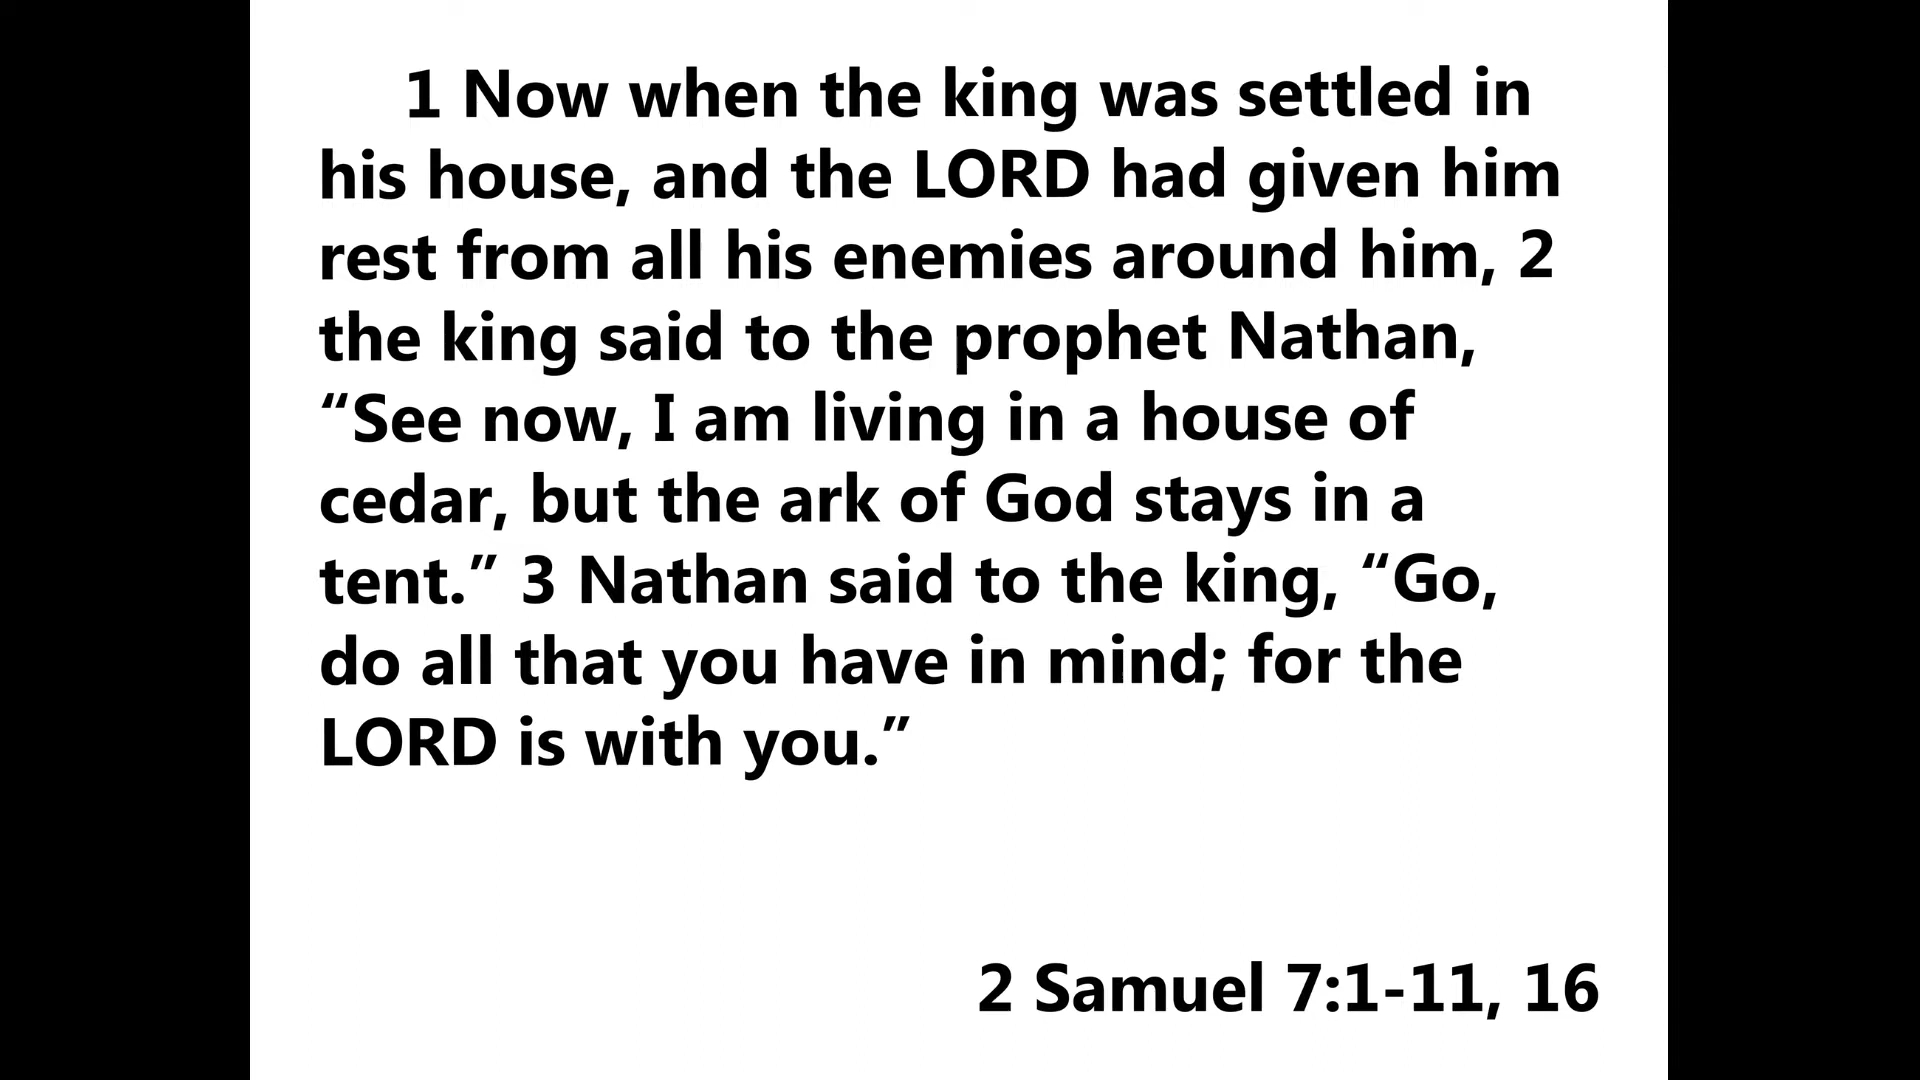 1 Now when the king was settled in
his house, and the LORD had given him
rest from all his enemies around him, 2
the king said to the prophet Nathan,
“See now, I am living in a house of
cedar, but the ark of God stays in a
tent.” 3 Nathan said to the king, “Go,
do all that you have in mind; for the
LORD is with you.”
2 Samuel 7:1-11, 16